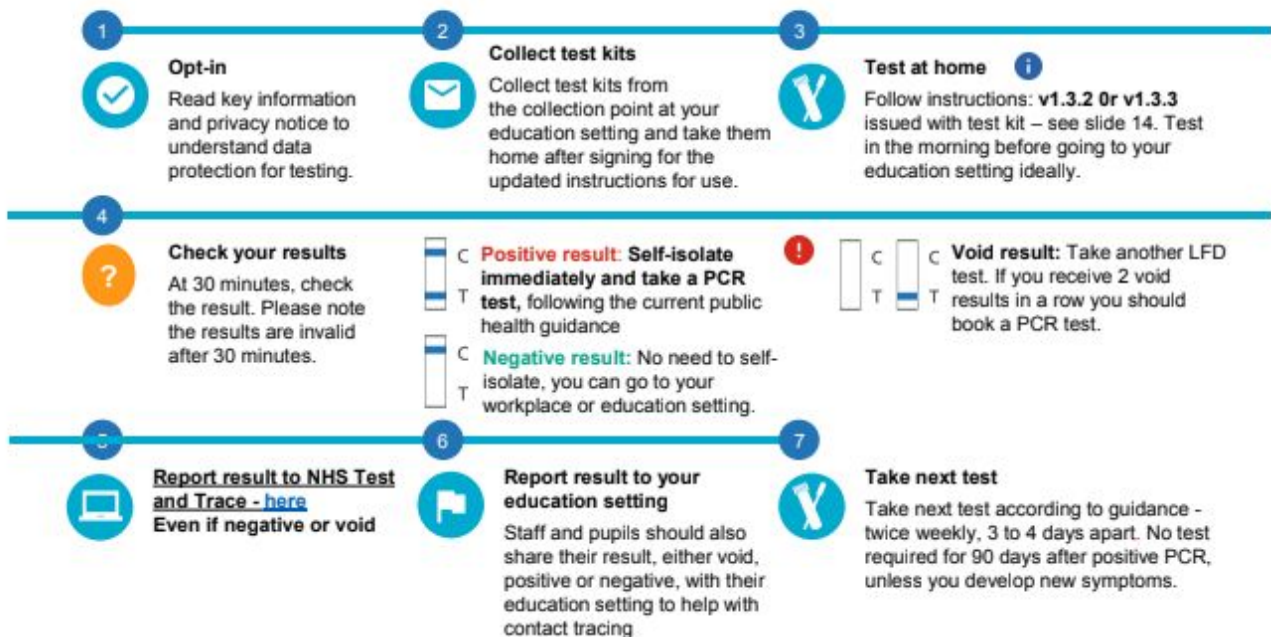 1
Opt-in
Read key information
and privacy notice to
understand data
protection for testing.
2
Collect test kits
Collect test kits from
the collection point at your
education setting and take them
home after signing for the
updated instructions for use.
3
Test at home i
Follow instructions: v1.3.2 0r v1.3.3
issued with test kit – see slide 14. Test
in the morning before going to your
education setting ideally.
4
?
Check your results
At 30 minutes, check
the result. Please note
the results are invalid
after 30 minutes.
C
T
Positive result: Self-isolate
immediately and take a PCR
test, following the current public
health guidance
C
T
Negative result: No need to self-
isolate, you can go to your
workplace or education setting.
!
C
T
C
T
Void result: Take another LFD
test. If you receive 2 void
results in a row you should
book a PCR test.
5
Report result to NHS Test
and Trace - here
Even if negative or void
6
Report result to your
education setting
Staff and pupils should also
share their result, either void,
positive or negative, with their
education setting to help with
contact tracing
7
Take next test
Take next test according to guidance -
twice weekly, 3 to 4 days apart. No test
required for 90 days after positive PCR,
unless you develop new symptoms.